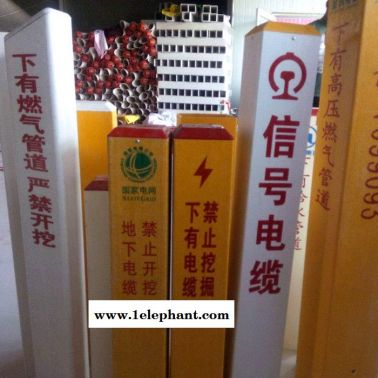 下有燃气管道 严禁开挖
国家电网
STATE GRID
禁止开挖
地下电缆
禁止挖掘
下有电缆
信号电缆
下有高压燃气管道
www.1elephant.com